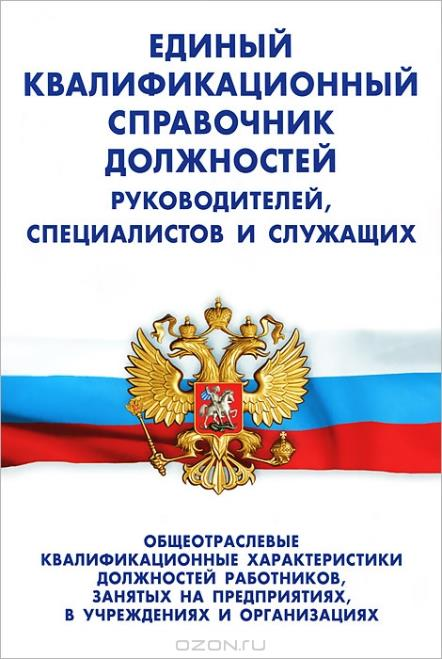 ЕДИНЫЙ
КВАЛИФИКАЦИОННЫЙ
СПРАВОЧНИК
ДОЛЖНОСТЕЙ
РУКОВОДИТЕЛЕЙ,
СПЕЦИАЛИСТОВ И СЛУЖАЩИХ
ОБЩЕОТРАСЛЕВЫЕ
КВАЛИФИКАЦИОННЫЕ ХАРАКТЕРИСТИКИ
ДОЛЖНОСТЕЙ РАБОТНИКОВ,
ЗАНЯТЫХ НА ПРЕДПРИЯТИЯХ,
В УЧРЕЖДЕНИЯХ И ОРГАНИЗАЦИЯХ
OZON.ru